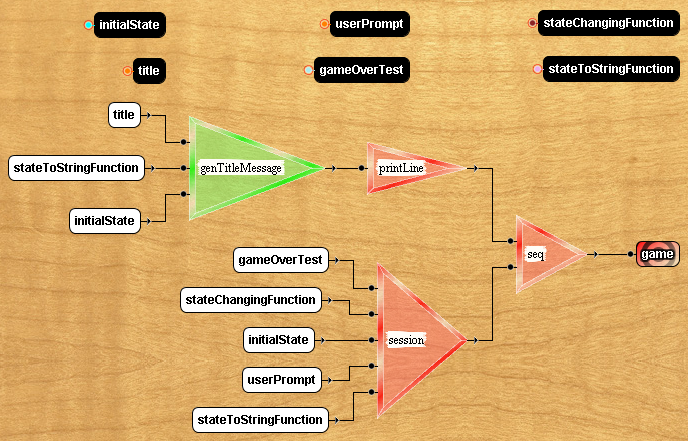 initialState
userPrompt
stateChangingFunction
title
gameOverTest
stateToStringFunction
title
stateToStringFunction
initialState
genTitleMessage
printLine
gameOverTest
stateChangingFunction
initialState
userPrompt
stateToStringFunction
session
seq
game